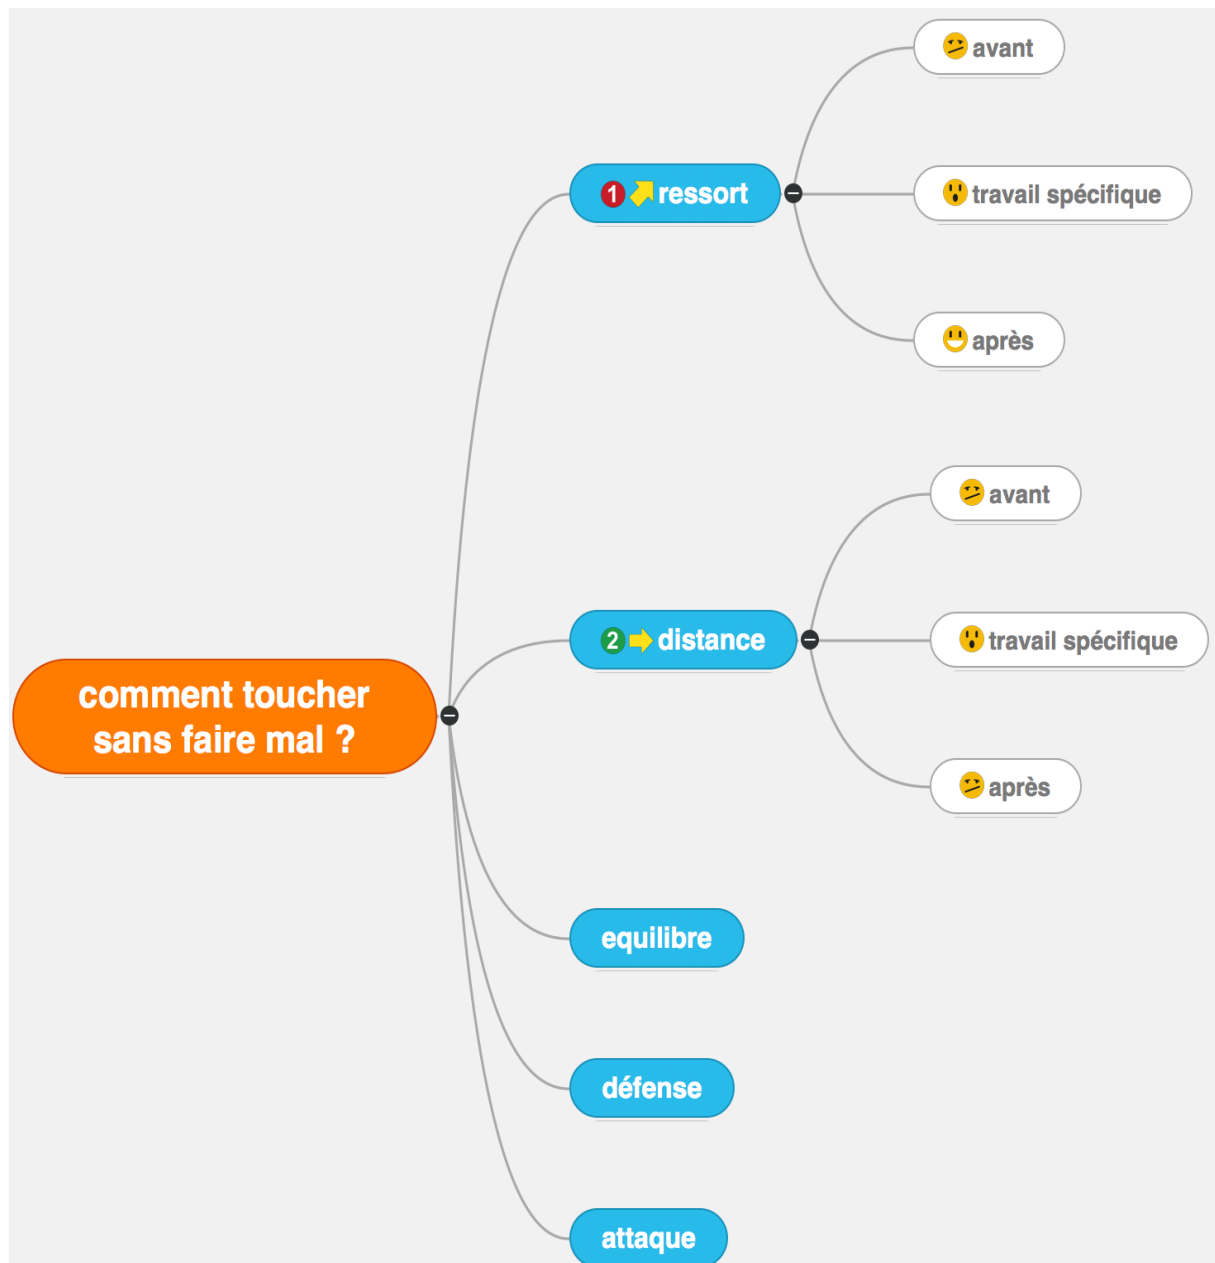 avant
1 ressort
travail spécifique
après
avant
2 distance
travail spécifique
après
comment toucher
sans faire mal ?
equilibre
défense
attaque